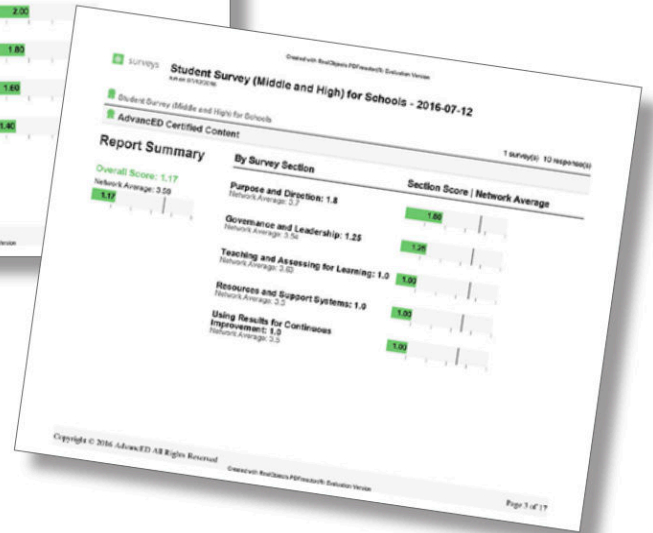 2.00
1.80
1.60
1.40
Version
Created with RealObjects PDFreactor(R) Evaluation Version
surveys
Student Survey (Middle and High) for Schools - 2016-07-12
1 survey(s) 10 response(s)
Student Survey (Middle and High) for Schools
AdvancED Certified Content
Report Summary
Overall Score: 1.17
Network Average: 3.59
1.17
By Survey Section
Section Score | Network Average
Purpose and Direction: 1.8
Network Average: 3.7
1.80
Governance and Leadership: 1.25
Network Average: 3.54
1.25
Teaching and Assessing for Learning: 1.0
Network Average: 3.63
1.00
Resources and Support Systems: 1.0
Network Average: 3.5
1.00
Using Results for Continuous
Improvement: 1.0
Network Average: 3.5
1.00
Copyright © 2016 AdvancED All Rights Reserved
Created with RealObjects PDFreactor(R) Evaluation Version
Page 3 of 17